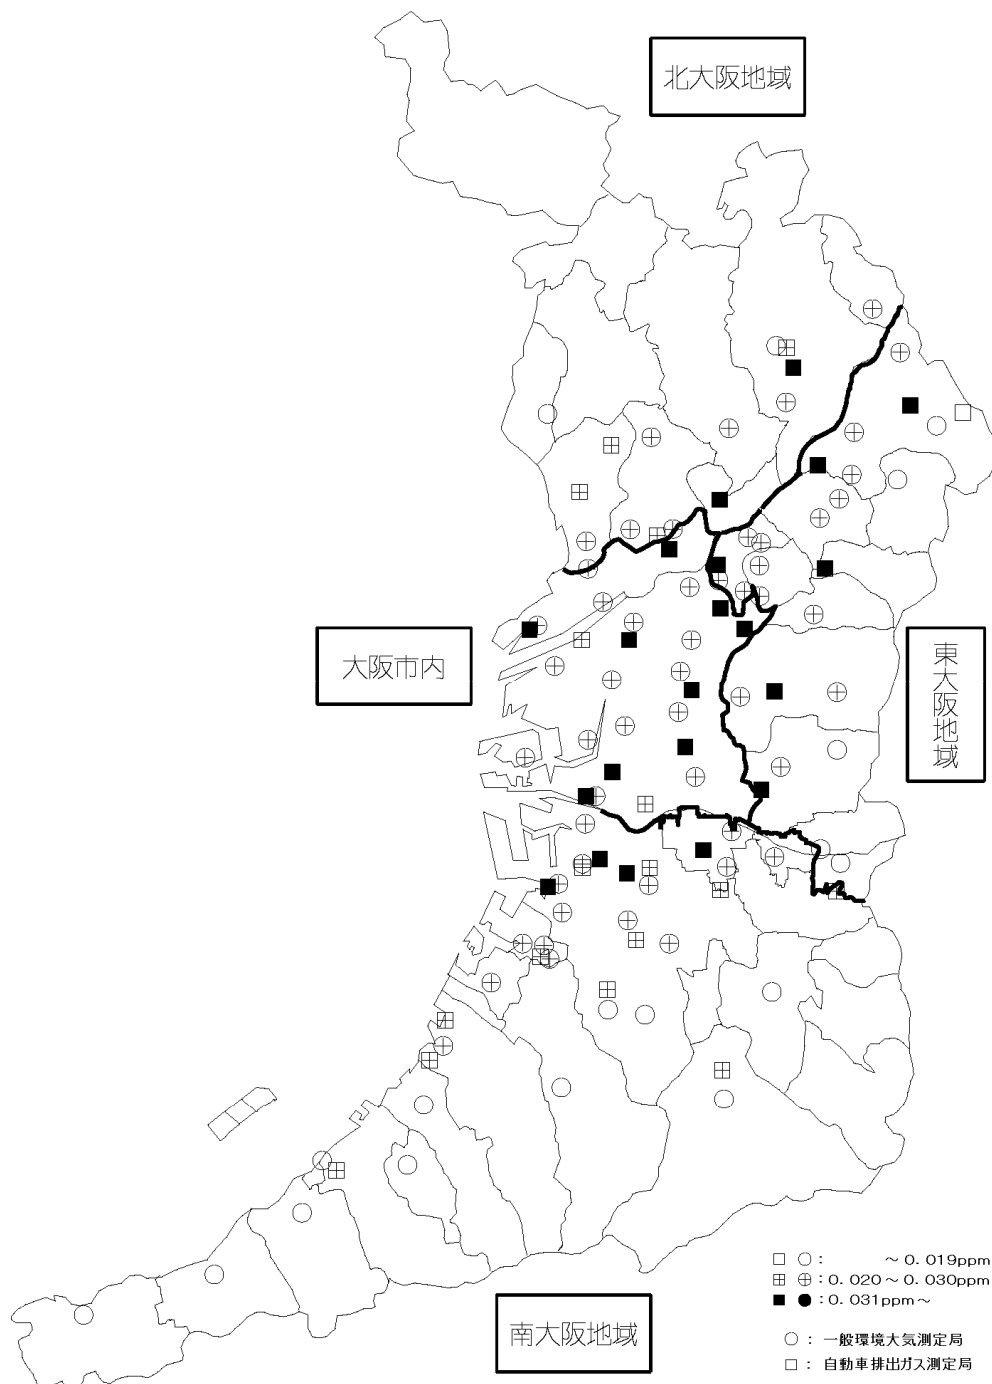 北大阪地域
大阪市内
東大阪地域
南大阪地域
□ ○： ～０．０１９ppm
⊞ ⊕：０．０２０～０．０３０ppm
■ ●：０．０３１ppm～
○ ： 一般環境大気測定局
□ ： 自動車排出ガス測定局